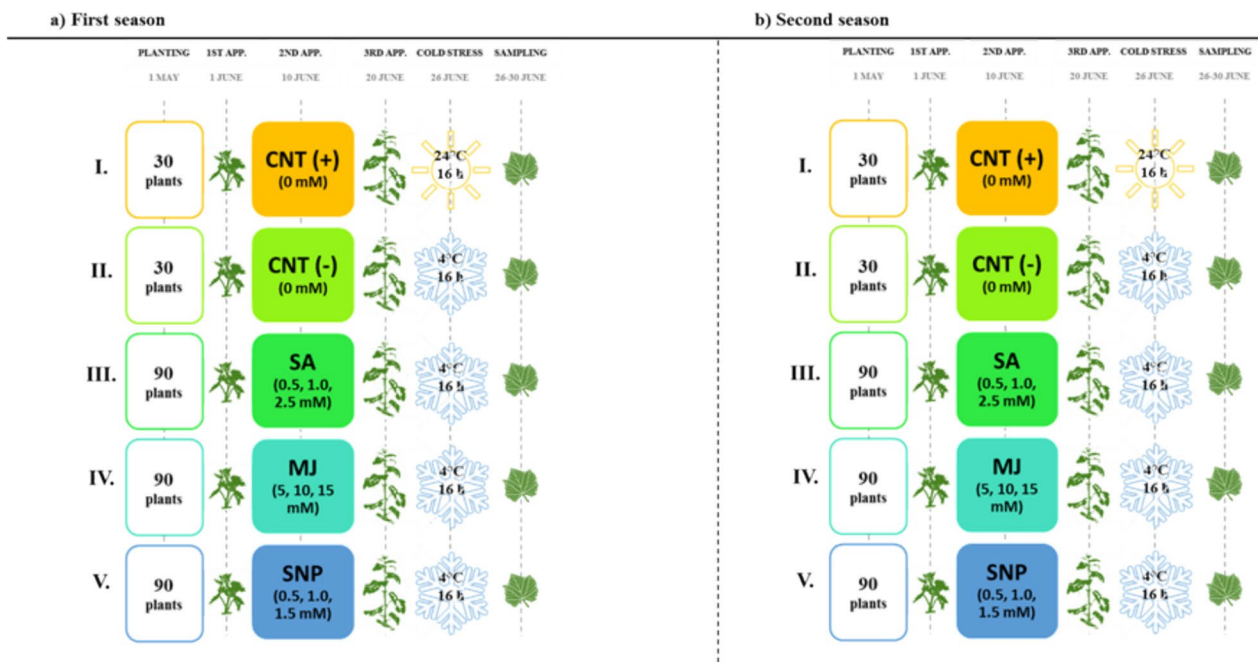 a) First season
PLANTING 1ST APP. 2ND APP. 3RD APP. COLD STRESS SAMPLING
1 MAY 1 JUNE 10 JUNE 20 JUNE 26 JUNE 26-30 JUNE
I.
30
plants
CNT (+)
(0 mM)
24°C
16 h
II.
30
plants
CNT (-)
(0 mM)
4°C
16 h
III.
90
plants
SA
(0.5, 1.0,
2.5 mM)
4°C
16 h
IV.
90
plants
MJ
(5, 10, 15
mM)
4°C
16 h
V.
90
plants
SNP
(0.5, 1.0,
1.5 mM)
4°C
16 h
b) Second season
PLANTING 1ST APP. 2ND APP. 3RD APP. COLD STRESS SAMPLING
1 MAY 1 JUNE 10 JUNE 20 JUNE 26 JUNE 26-30 JUNE
I.
30
plants
CNT (+)
(0 mM)
24°C
16 h
II.
30
plants
CNT (-)
(0 mM)
4°C
16 h
III.
90
plants
SA
(0.5, 1.0,
2.5 mM)
4°C
16 h
IV.
90
plants
MJ
(5, 10, 15
mM)
4°C
16 h
V.
90
plants
SNP
(0.5, 1.0,
1.5 mM)
4°C
16 h